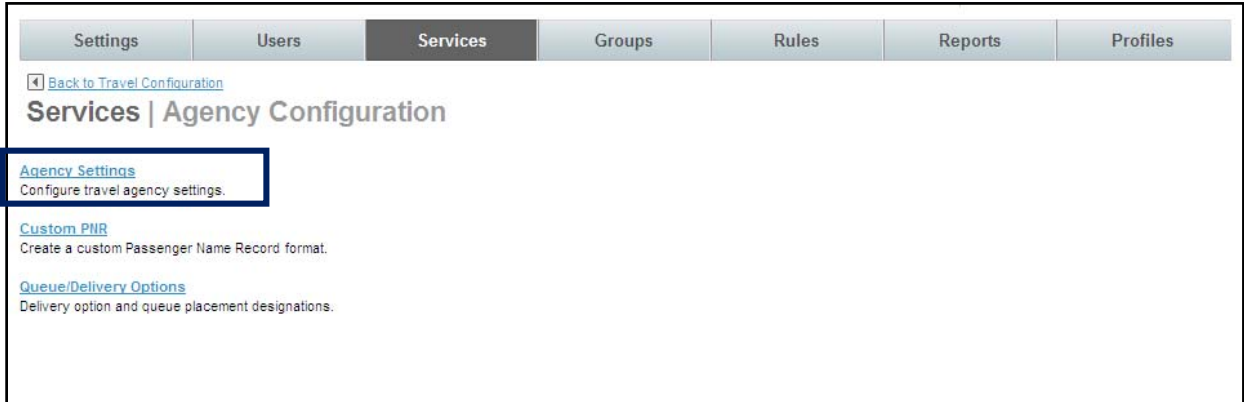 Settings Users Services Groups Rules Reports Profiles
Back to Travel Configuration
Services | Agency Configuration
Agency Settings
Configure travel agency settings.
Custom PNR
Create a custom Passenger Name Record format.
Queue/Delivery Options
Delivery option and queue placement designations.